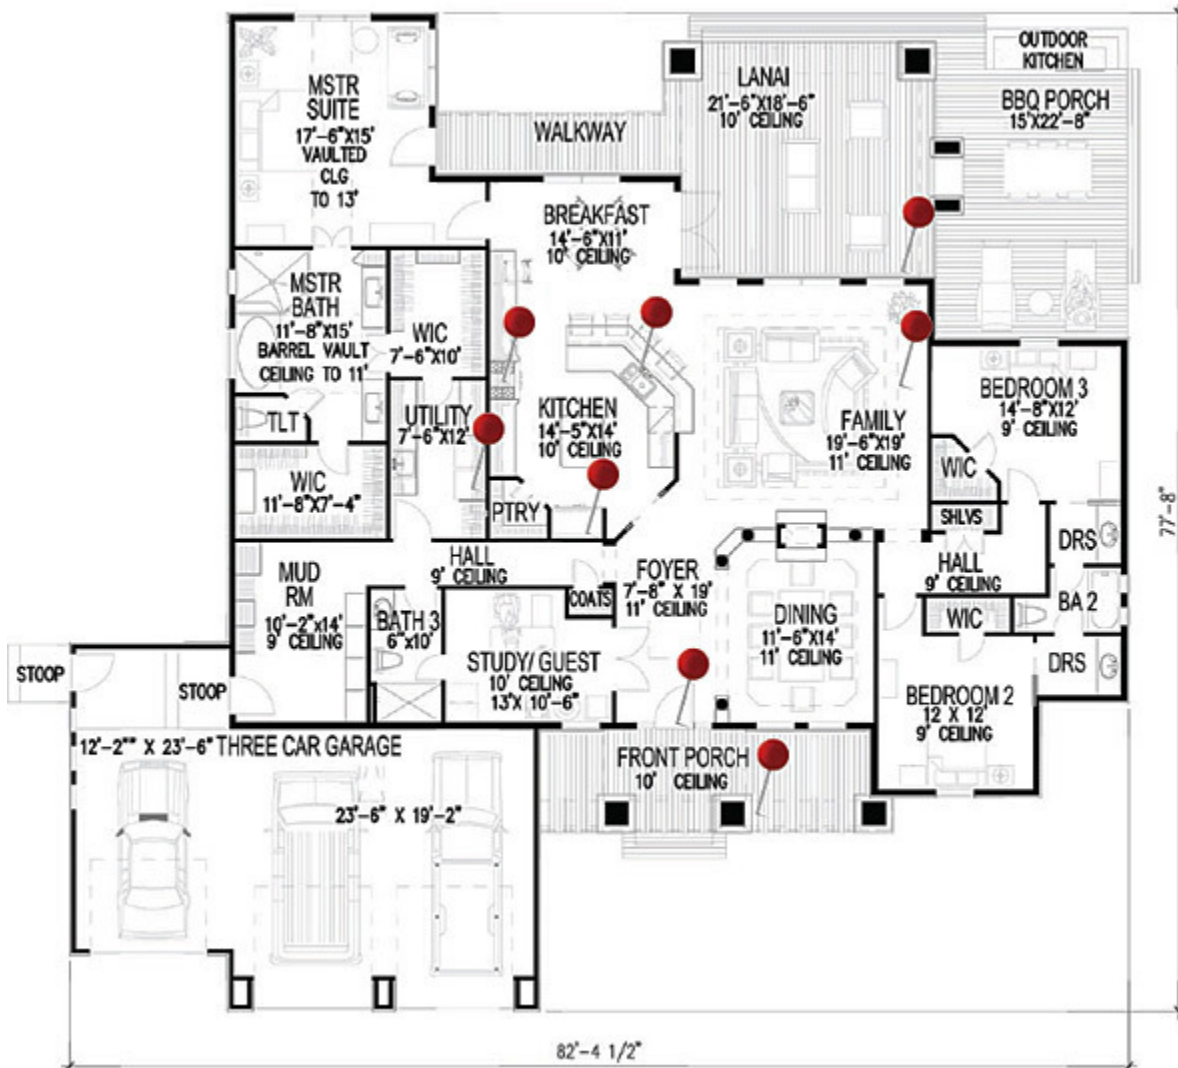 OUTDOOR
KITCHEN
MSTR
SUITE
17'-6"X15'
VAULTED
CLG
TO 13'
WALKWAY
LANAI
21'-6"X18'-6"
10' CEILING
BBQ PORCH
15'X22'-8"
BREAKFAST
14'-6"X11'
10' CEILING
MSTR
BATH
11'-8"X15'
BARREL VAULT
CEILING TO 11'
WIC
7'-6"X10'
TLT
UTILITY
7'-6"X12'
KITCHEN
14'-5"X14'
10' CEILING
FAMILY
19'-6"X19'
11' CEILING
BEDROOM 3
14'-8"X12'
9' CEILING
WIC
WIC
11'-8"X7'-4"
PTRY
SHLVS
DRS
HALL
9' CEILING
HALL
9' CEILING
MUD
RM
10'-2"X14'
9' CEILING
FOYER
7'-8" X 19'
11' CEILING
COATS
BATH 3
6'x10'
DINING
11'-6"X14'
11' CEILING
WIC
BA 2
STOOP
STOOP
STUDY/ GUEST
10' CEILING
13'X 10'-6"
DRS
BEDROOM 2
12 X 12'
9' CEILING
12'-2"" X 23'-6" THREE CAR GARAGE
23'-6" X 19'-2"
FRONT PORCH
10' CEILING
77'-8"
82'-4 1/2"